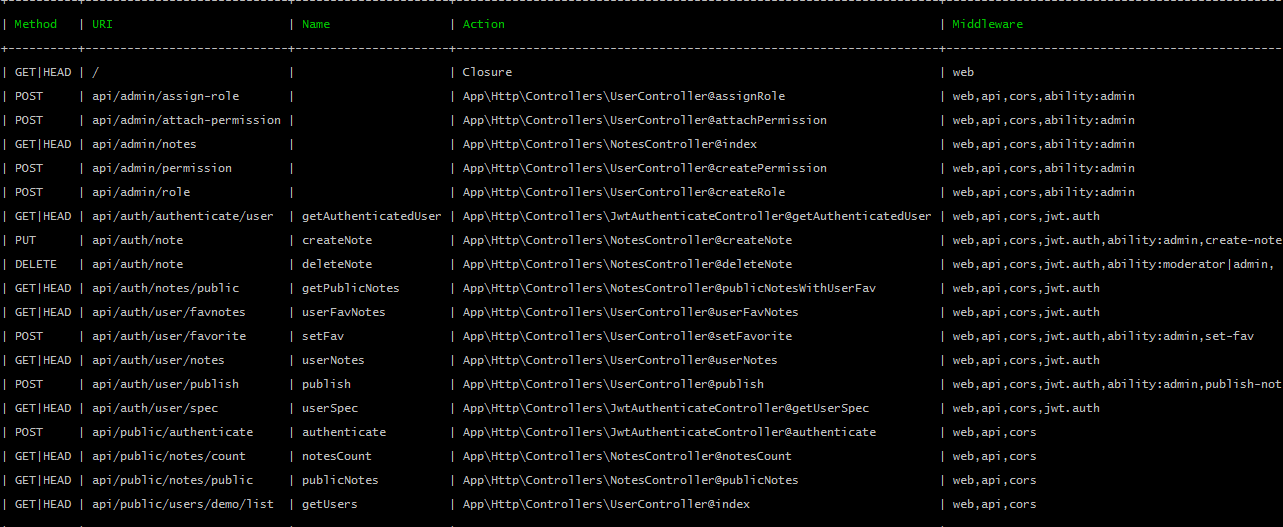 | Method | URI | Name | Action | Middleware
| GET|HEAD | / | | Closure | web
| POST | api/admin/assign-role | | App\Http\Controllers\UserController@assignRole | web,api,cors,ability:admin
| POST | api/admin/attach-permission | | App\Http\Controllers\UserController@attachPermission | web,api,cors,ability:admin
| GET|HEAD | api/admin/notes | | App\Http\Controllers\NotesController@index | web,api,cors,ability:admin
| POST | api/admin/permission | | App\Http\Controllers\UserController@createPermission | web,api,cors,ability:admin
| POST | api/admin/role | | App\Http\Controllers\UserController@createRole | web,api,cors,ability:admin
| GET|HEAD | api/auth/authenticate/user | getAuthenticatedUser | App\Http\Controllers\JwtAuthenticateController@getAuthenticatedUser | web,api,cors,jwt.auth
| PUT | api/auth/note | createNote | App\Http\Controllers\NotesController@createNote | web,api,cors,jwt.auth,ability:admin,create-note
| DELETE | api/auth/note | deleteNote | App\Http\Controllers\NotesController@deleteNote | web,api,cors,jwt.auth,ability:moderator|admin,
| GET|HEAD | api/auth/notes/public | getPublicNotes | App\Http\Controllers\NotesController@publicNotesWithUserFav | web,api,cors,jwt.auth
| GET|HEAD | api/auth/user/favnotes | userFavNotes | App\Http\Controllers\UserController@userFavNotes | web,api,cors,jwt.auth
| POST | api/auth/user/favorite | setFav | App\Http\Controllers\UserController@setFavorite | web,api,cors,jwt.auth,ability:admin,set-fav
| GET|HEAD | api/auth/user/notes | userNotes | App\Http\Controllers\UserController@userNotes | web,api,cors,jwt.auth
| POST | api/auth/user/publish | publish | App\Http\Controllers\UserController@publish | web,api,cors,jwt.auth,ability:admin,publish-not
| GET|HEAD | api/auth/user/spec | userSpec | App\Http\Controllers\JwtAuthenticateController@getUserSpec | web,api,cors,jwt.auth
| POST | api/public/authenticate | authenticate | App\Http\Controllers\JwtAuthenticateController@authenticate | web,api,cors
| GET|HEAD | api/public/notes/count | notesCount | App\Http\Controllers\NotesController@notesCount | web,api,cors
| GET|HEAD | api/public/notes/public | publicNotes | App\Http\Controllers\NotesController@publicNotes | web,api,cors
| GET|HEAD | api/public/users/demo/list | getUsers | App\Http\Controllers\UserController@index | web,api,cors